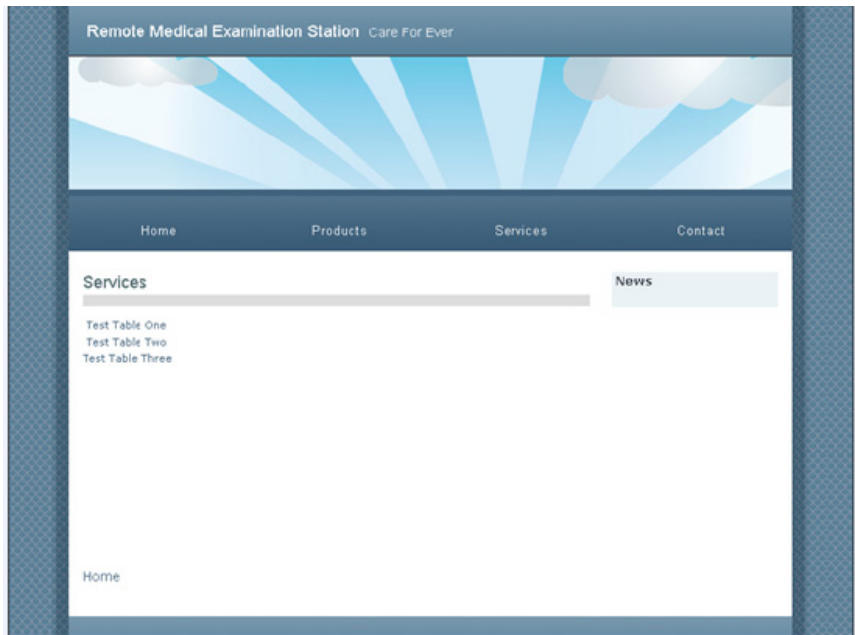 Remote Medical Examination Station Care For Ever
Home Products Services Contact
Services
News
Test Table One
Test Table Two
Test Table Three
Home